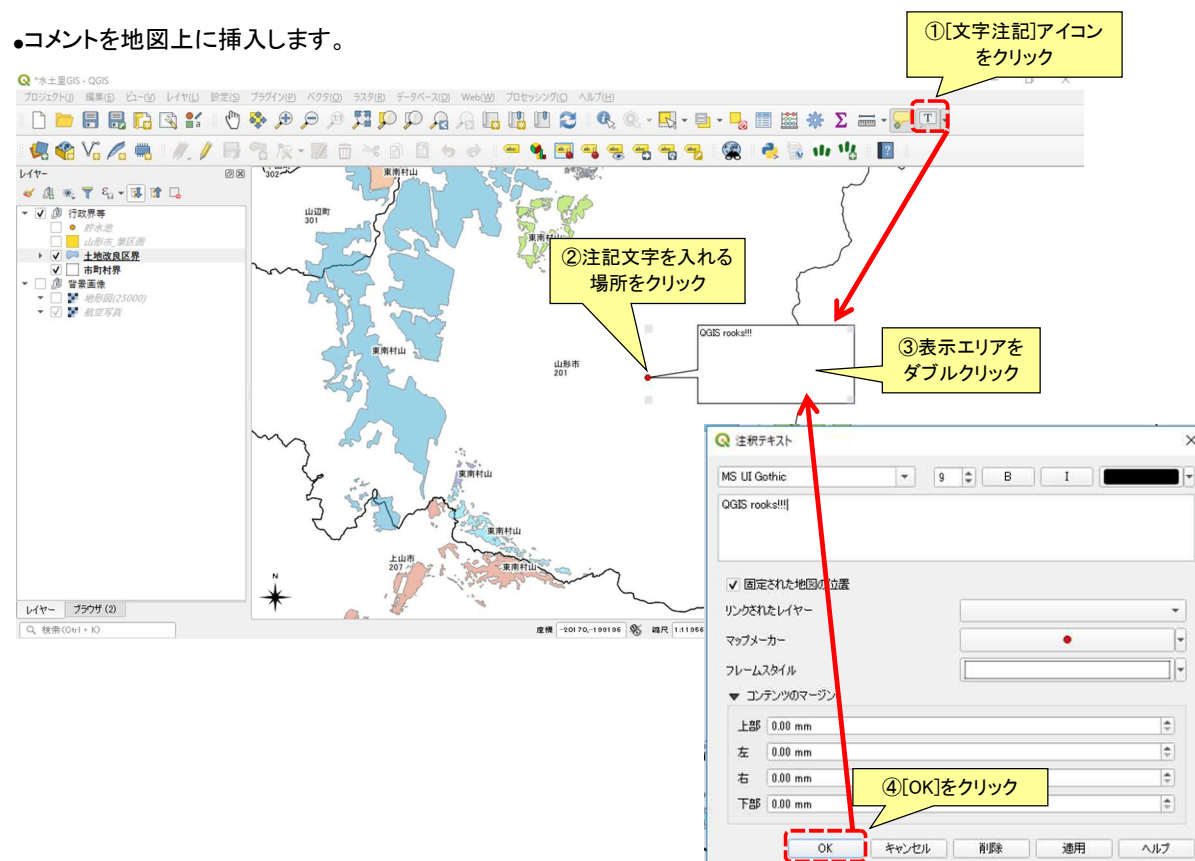 ●コメントを地図上に挿入します。
①[文字注記]アイコン
をクリック
*水土里GIS - QGIS
プロジェクト(J) 編集(E) ビュー(V) レイヤ(L) 設定(S) プラグイン(P) ベクタ(O) ラスタ(R) データベース(D) Web(W) プロセッシング(C) ヘルプ(H)
レイヤー
行政界等
貯水池
山形市_筆区画
土地改良区界
市町村界
背景画像
地形図(25000)
航空写真
302
東南村山
山辺町
301
東南村山
②注記文字を入れる
場所をクリック
QGIS rooks!!!
③表示エリアを
ダブルクリック
東南村山
山形市
201
東南村山
東南村山
上山市
207
東南村山
N
レイヤー ブラウザ (2)
検索(Ctrl + K)
座標 -20170,-199196 縮尺 1:11956
注釈テキスト
MS UI Gothic 9 B I
QGIS rooks!!!
固定された地図の位置
リンクされたレイヤー
マップメーカー
フレームスタイル
▼ コンテンツのマージン
上部 0.00 mm
左 0.00 mm
右 0.00 mm
下部 0.00 mm
④[OK]をクリック
OK キャンセル 削除 適用 ヘルプ